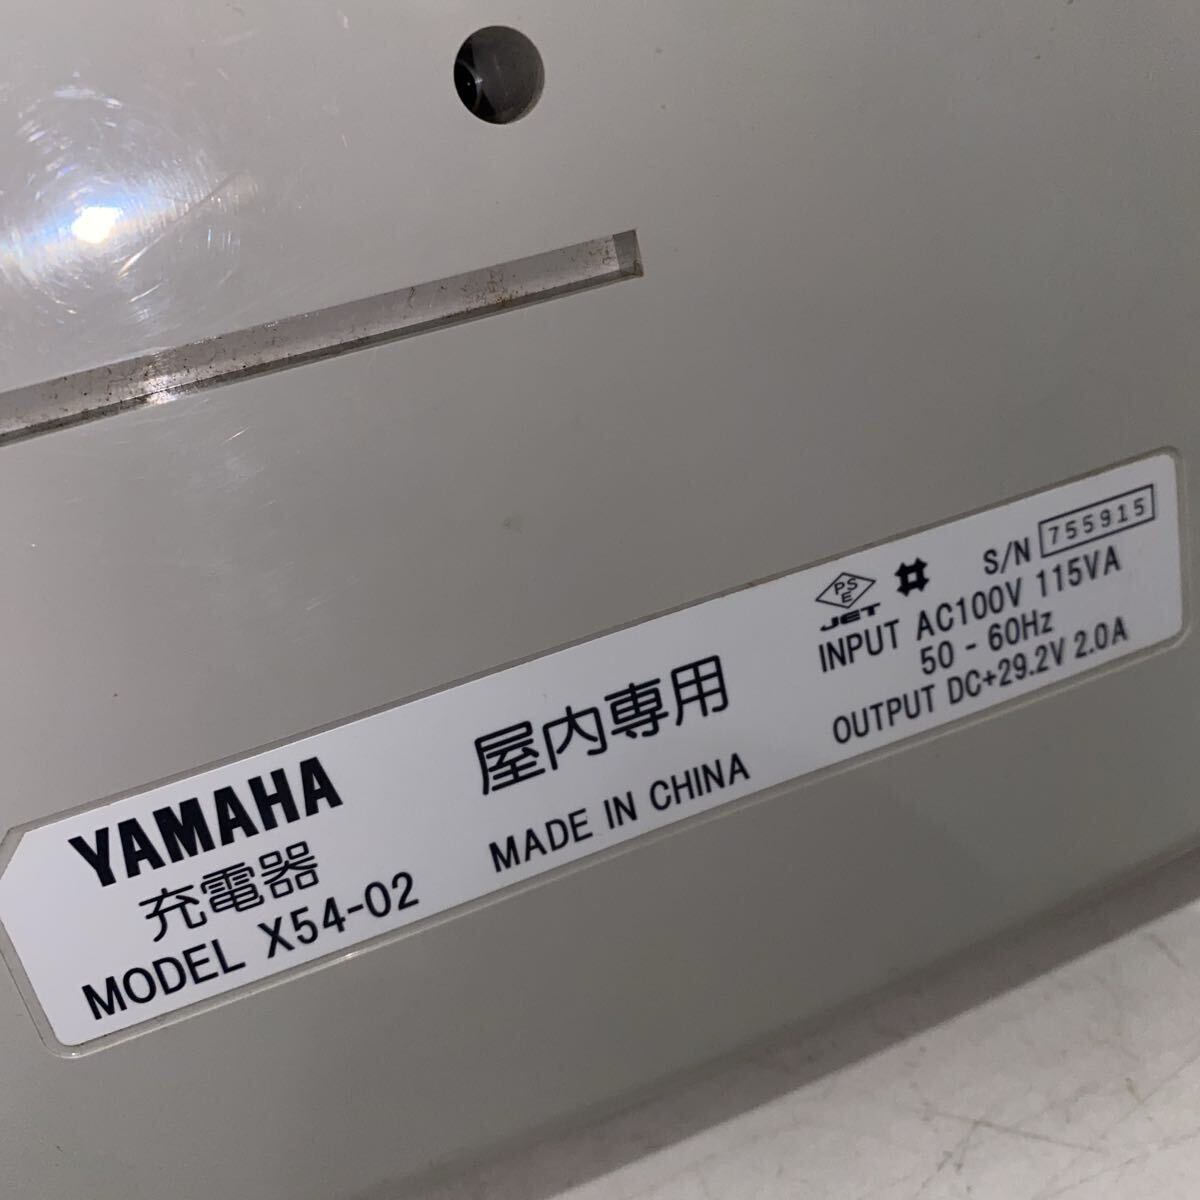 YAMAHA
充電器
MODEL X54-02
屋内専用
MADE IN CHINA
PSE
JET
S/N 755915
INPUT AC100V 115VA
50 - 60Hz
OUTPUT DC+29.2V 2.0A